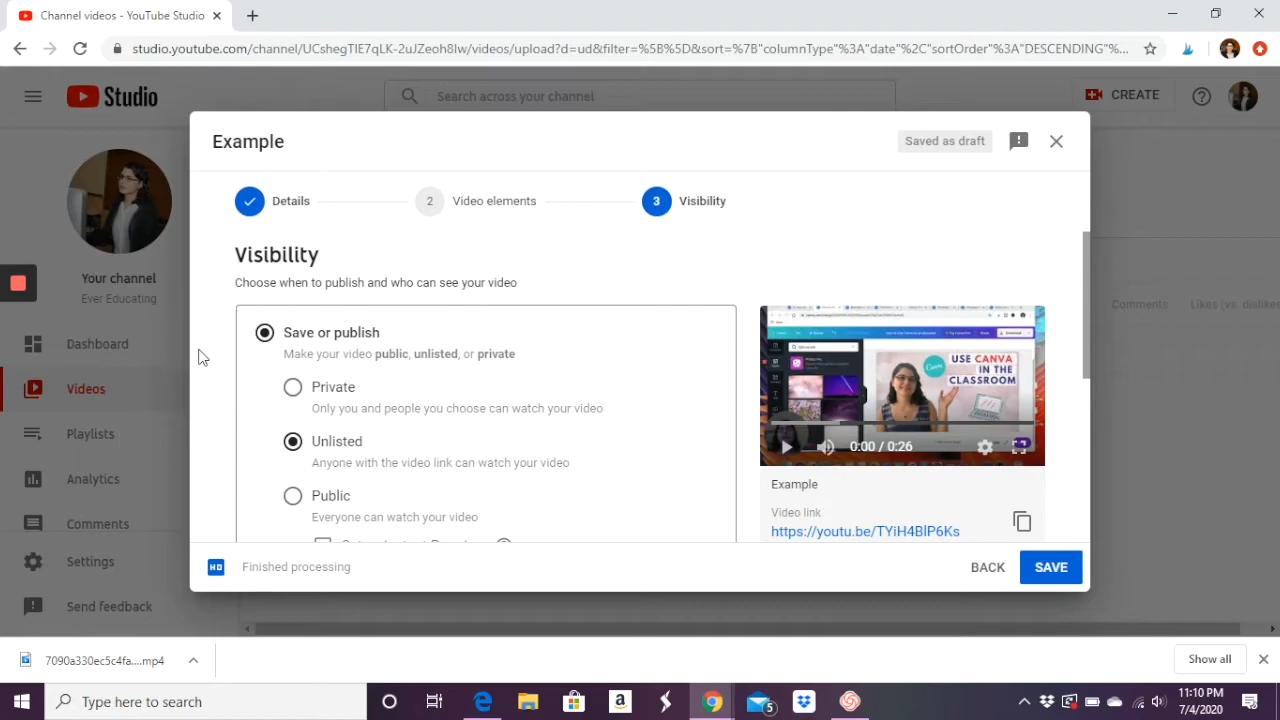 Channel videos - YouTube Studio
studio.youtube.com/channel/UCshegTIE7qLK-2uJZeoh8Iw/videos/upload?d=ud&filter=%5B%5D&sort=%7B"columnType"%3A"date"%2C"sortOrder"%3A"DESCENDING"%...
Studio
Search across your channel
CREATE
Example
Saved as draft
Details
2
Video elements
3
Visibility
Your channel
Ever Educating
Visibility
Choose when to publish and who can see your video
Comments
Likes (vs. dislikes
Save or publish
Make your video public, unlisted, or private
Private
Only you and people you choose can watch your video
Unlisted
Anyone with the video link can watch your video
Public
Everyone can watch your video
USE CANVA
IN THE
CLASSROOM
0:00 / 0:26
Example
Video link
https://youtu.be/TYiH4BlP6Ks
Dashboard
Videos
Playlists
Analytics
Comments
Settings
Send feedback
HD
Finished processing
BACK
SAVE
7090a330ec5c4fa....mp4
Show all
Type here to search
5
11:10 PM
7/4/2020